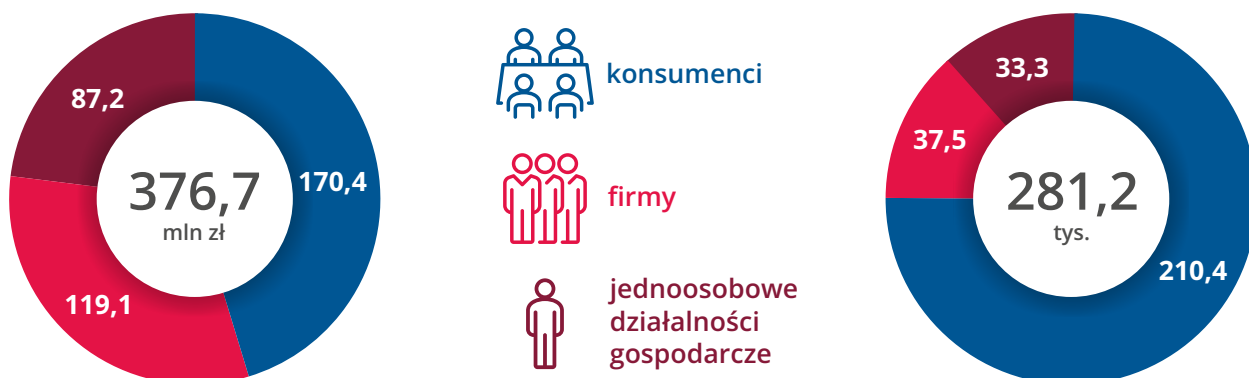 87,2
170,4
119,1
376,7
mln zł
konsumenci
firmy
jednoosobowe
działalności
gospodarcze
33,3
37,5
210,4
281,2
tys.